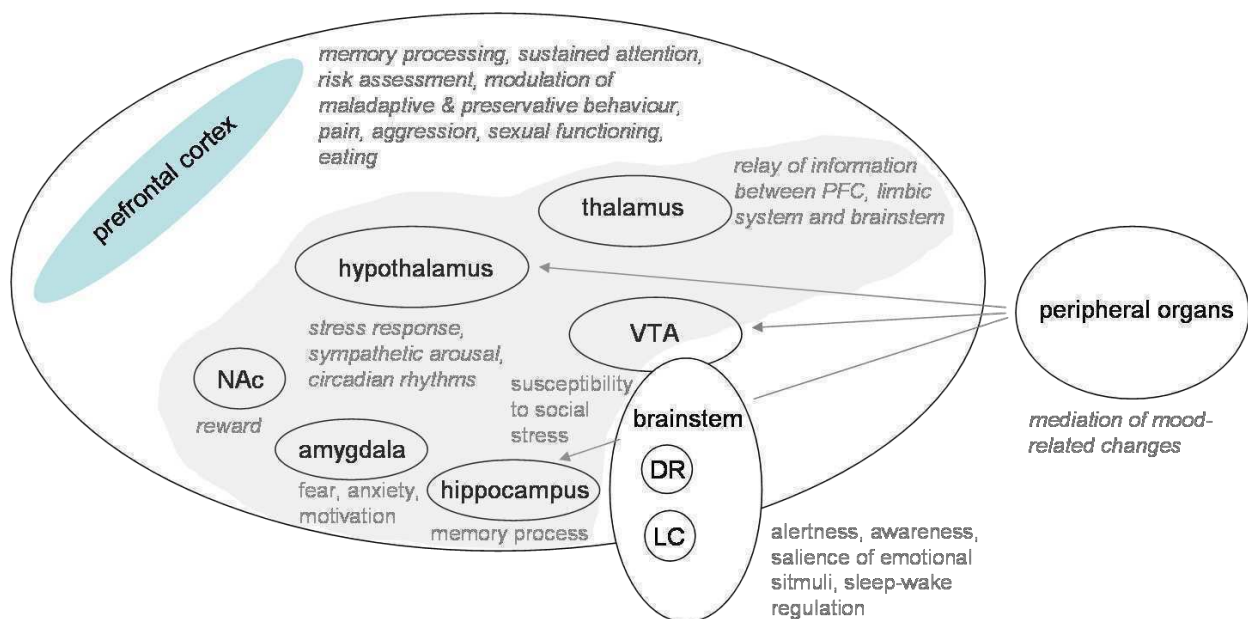 memory processing, sustained attention,
risk assessment, modulation of
maladaptive & preservative behaviour,
pain, aggression, sexual functioning,
eating
prefrontal cortex
relay of information
between PFC, limbic
system and brainstem
thalamus
hypothalamus
peripheral organs
stress response,
sympathetic arousal,
circadian rhythms
VTA
NAc
reward
susceptibility
to social
stress
brainstem
mediation of mood-
related changes
amygdala
fear, anxiety,
motivation
DR
hippocampus
memory process
LC
alertness, awareness,
salience of emotional
sitmuli, sleep-wake
regulation